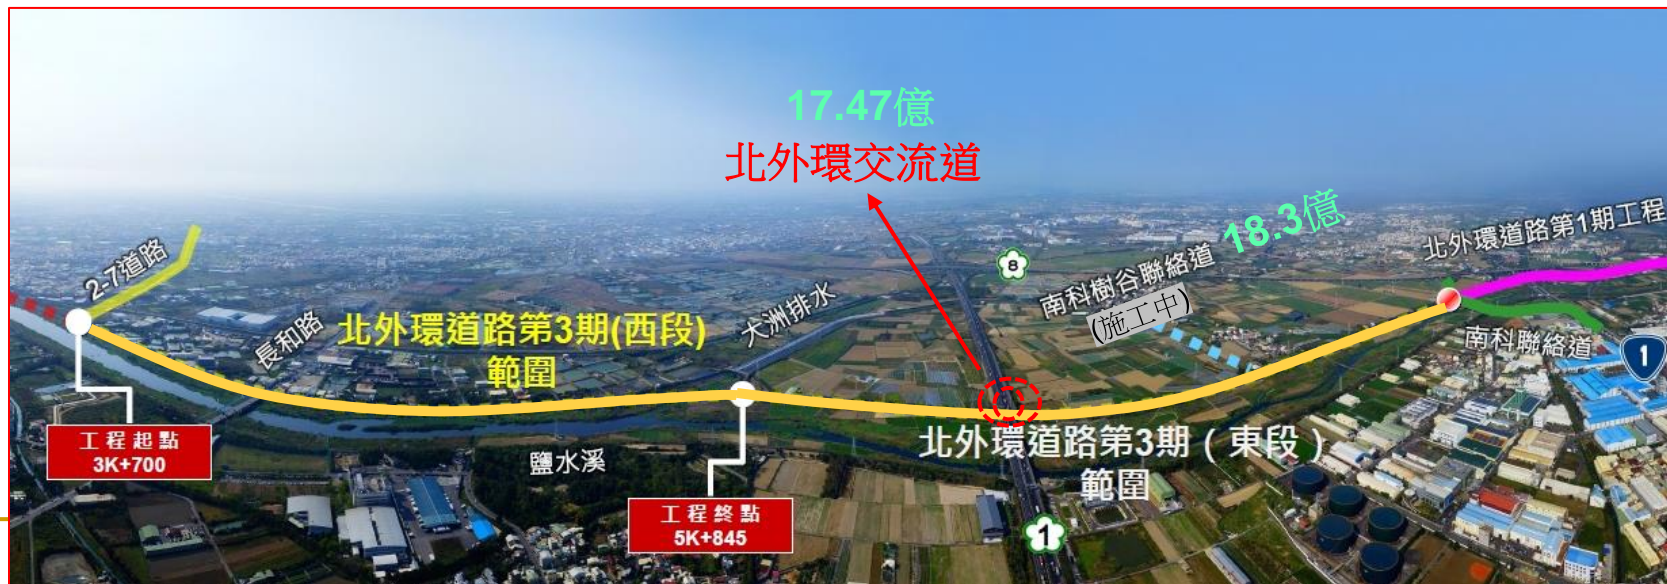 17.47億
北外環交流道
18.3億
北外環道路第1期工程
2-7道路
8
南科樹谷聯絡道
(施工中)
大洲排水
長和路
北外環道路第3期(西段)
範圍
南科聯絡道
1
工程起點
3K+700
鹽水溪
北外環道路第3期(東段)
範圍
工程終點
5K+845
1